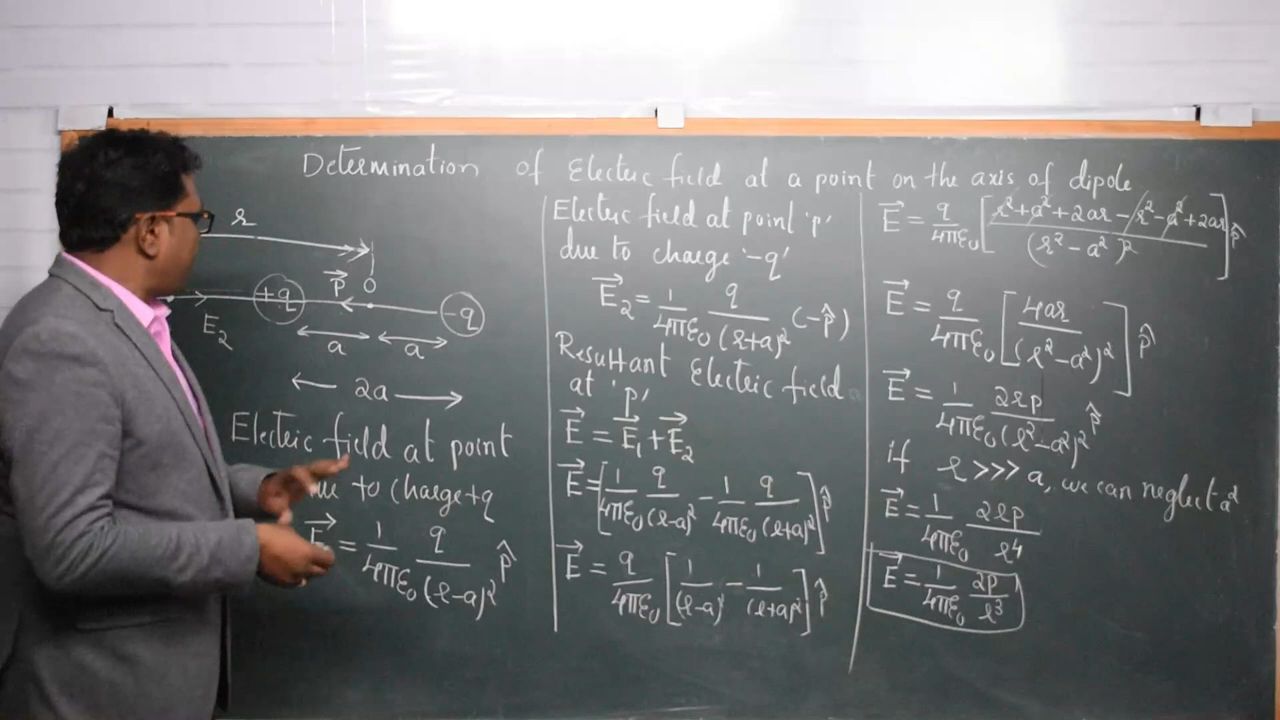 Determination of Electric field at a point on the axis of dipole
r
+q
p⃗
O
-q
E₂
a a
2a
Electric field at point
due to Charge +q
E⃗ = 1/4πε₀ q/(r-a)² p̂
Electric field at point 'p'
due to charge '-q'
E⃗₂ = 1/4πε₀ q/(r+a)² (-p̂)
Resultant Electric field
at 'p'
E⃗ = E⃗₁ + E⃗₂
E⃗ = [1/4πε₀ q/(r-a)² - 1/4πε₀ q/(r+a)²] p̂
E⃗ = q/4πε₀ [1/(r-a)² - 1/(r+a)²] p̂
E⃗ = q/4πε₀ [r² + a² + 2ar - r² - a² + 2ar/(r² - a²)²] p̂
E⃗ = q/4πε₀ [4ar/(r² - a²)²] p̂
E⃗ = 1/4πε₀ 2rp/(r² - a²)² p̂
if r >>> a, we can neglect a²
E⃗ = 1/4πε₀ 2rp/r⁴
E⃗ = 1/4πε₀ 2p/r³